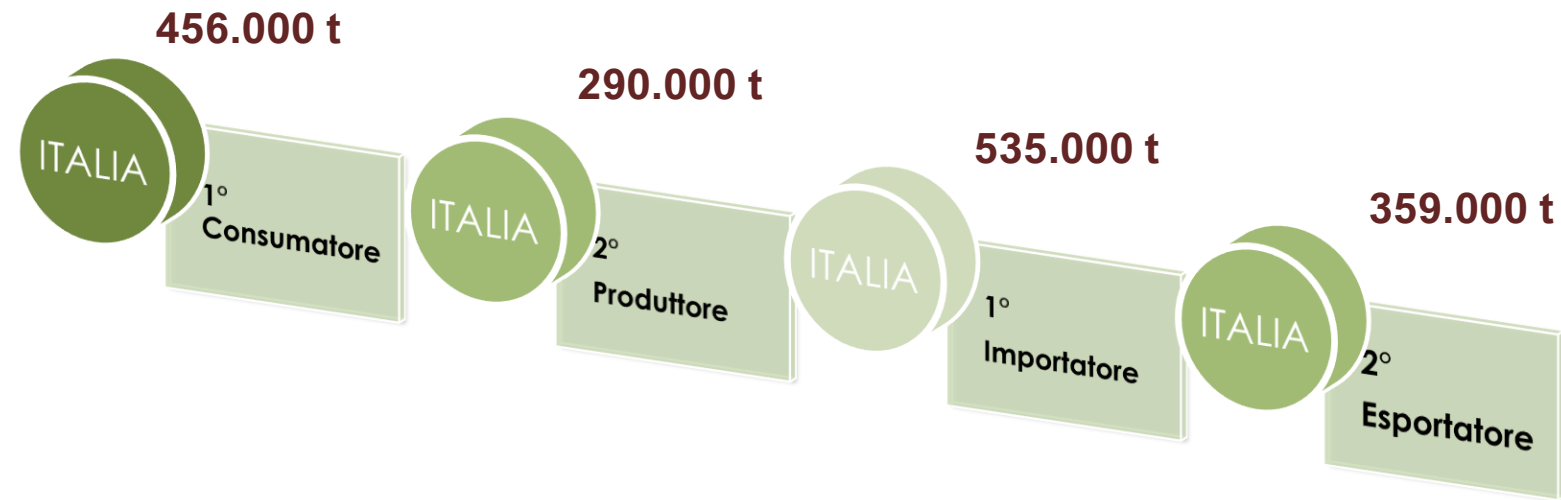 456.000 t
ITALIA
1°
Consumatore
290.000 t
ITALIA
2°
Produttore
535.000 t
ITALIA
1°
Importatore
359.000 t
ITALIA
2°
Esportatore